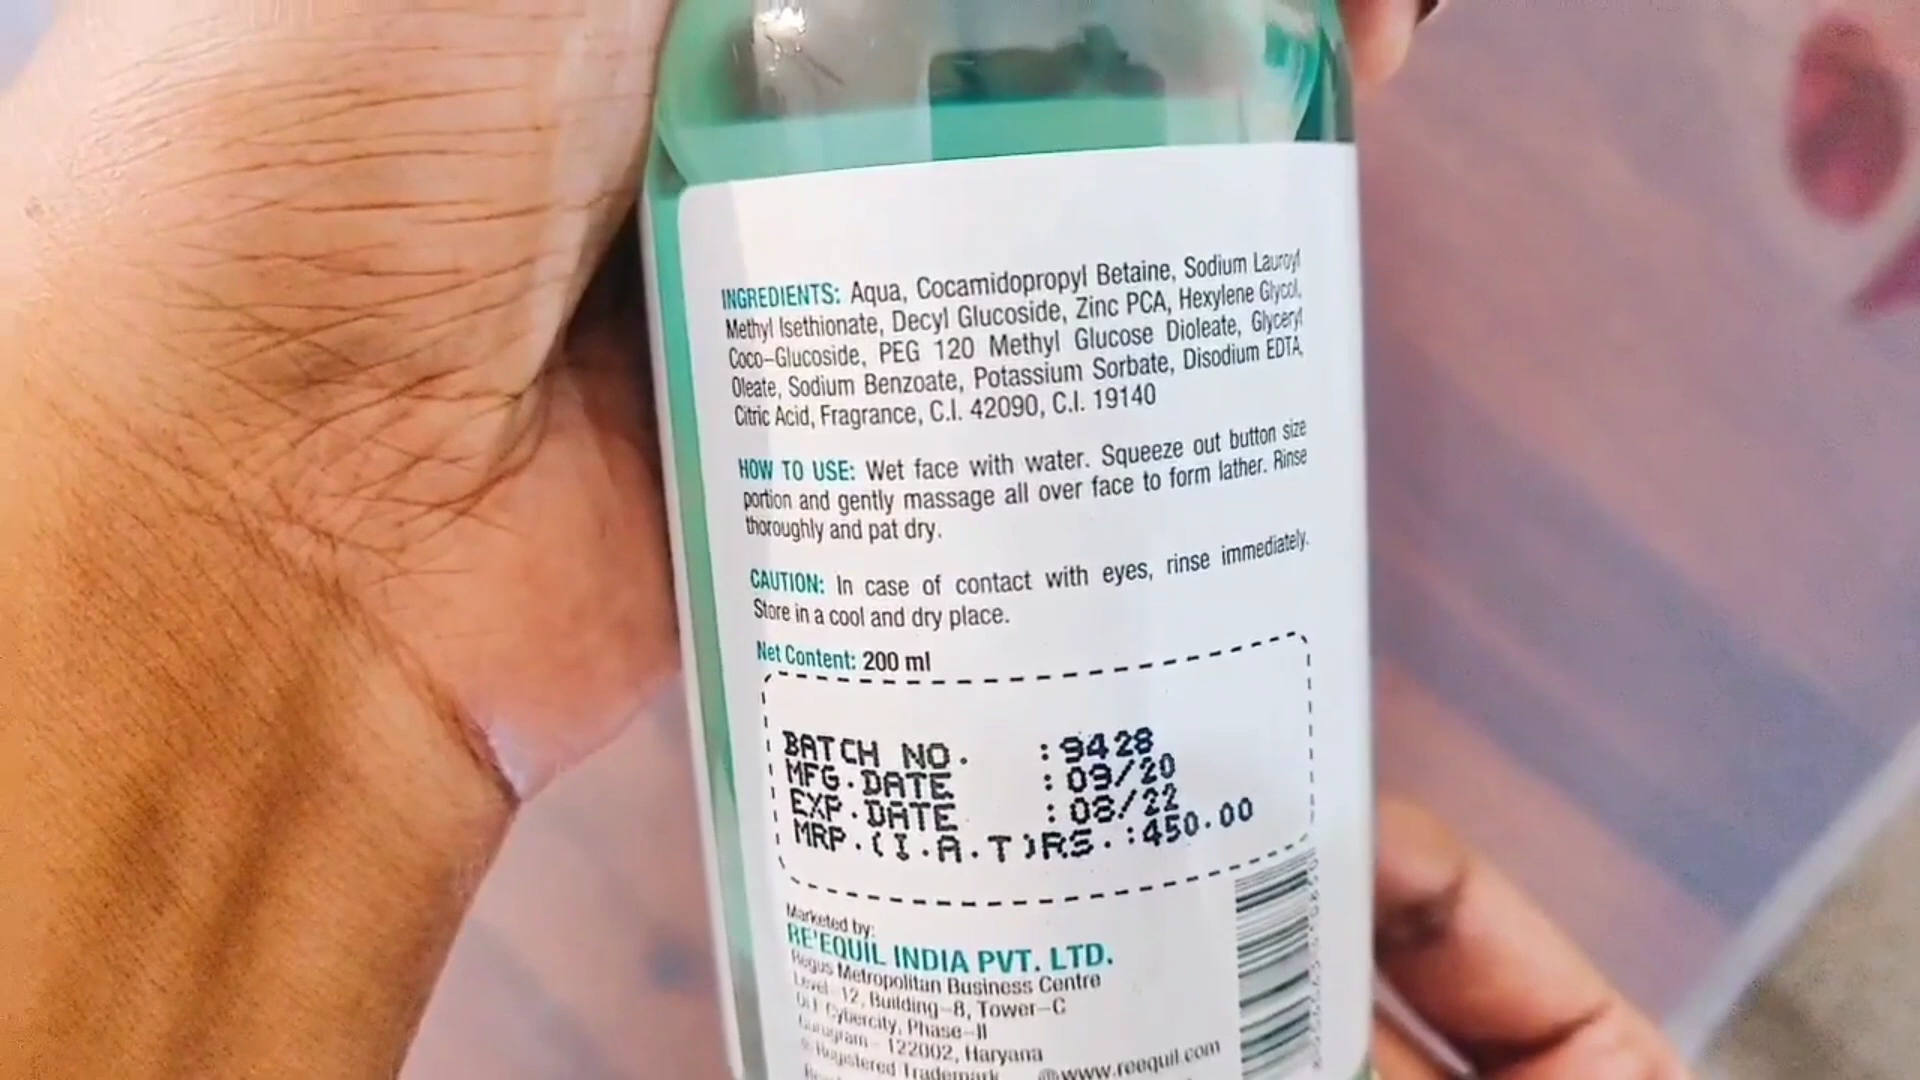 INGREDIENTS: Aqua, Cocamidopropyl Betaine, Sodium Lauroyl
Methyl Isethionate, Decyl Glucoside, Zinc PCA, Hexylene Glycol,
Coco-Glucoside, PEG 120 Methyl Glucose Dioleate, Glyceryl
Oleate, Sodium Benzoate, Potassium Sorbate, Disodium EDTA,
Citric Acid, Fragrance, C.I. 42090, C.I. 19140
HOW TO USE: Wet face with water. Squeeze out button size
portion and gently massage all over face to form lather. Rinse
thoroughly and pat dry.
CAUTION: In case of contact with eyes, rinse immediately.
Store in a cool and dry place.
Net Content: 200 ml
BATCH NO. : 9428
MFG.DATE : 09/20
EXP.DATE : 08/22
MRP.(I.A.T)RS. :450.00
Marketed by:
RE'EQUIL INDIA PVT. LTD.
Regus Metropolitan Business Centre
Level-12, Building-8, Tower-C
DLF Cybercity, Phase-II
Gurugram - 122002, Haryana
Registered Trademark
www.reequil.com